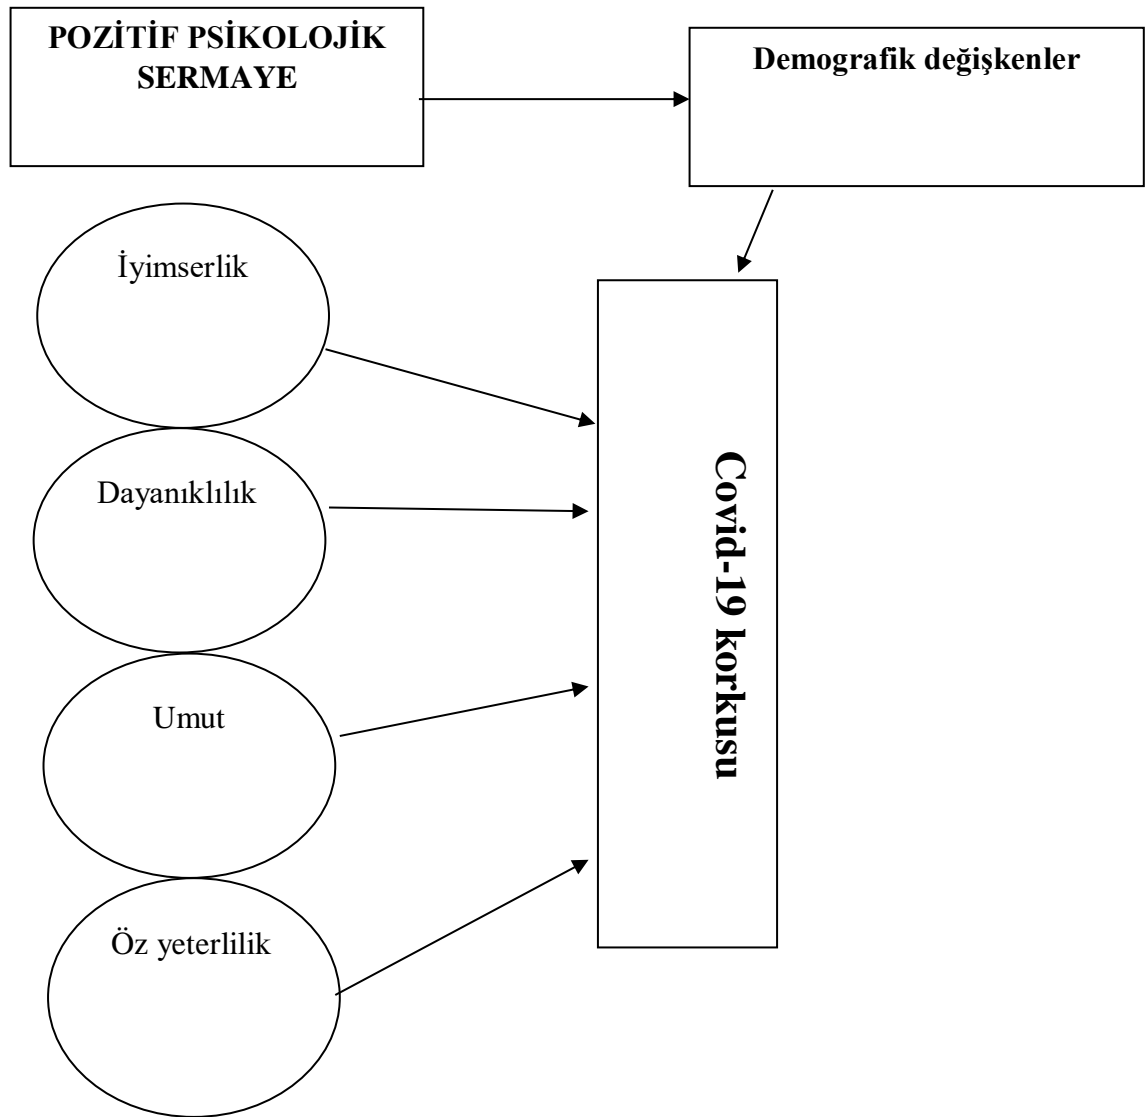 POZİTİF PSİKOLOJİK
SERMAYE
Demografik değişkenler
İyimserlik
Dayanıklılık
Umut
Öz yeterlilik
Covid-19 korkusu